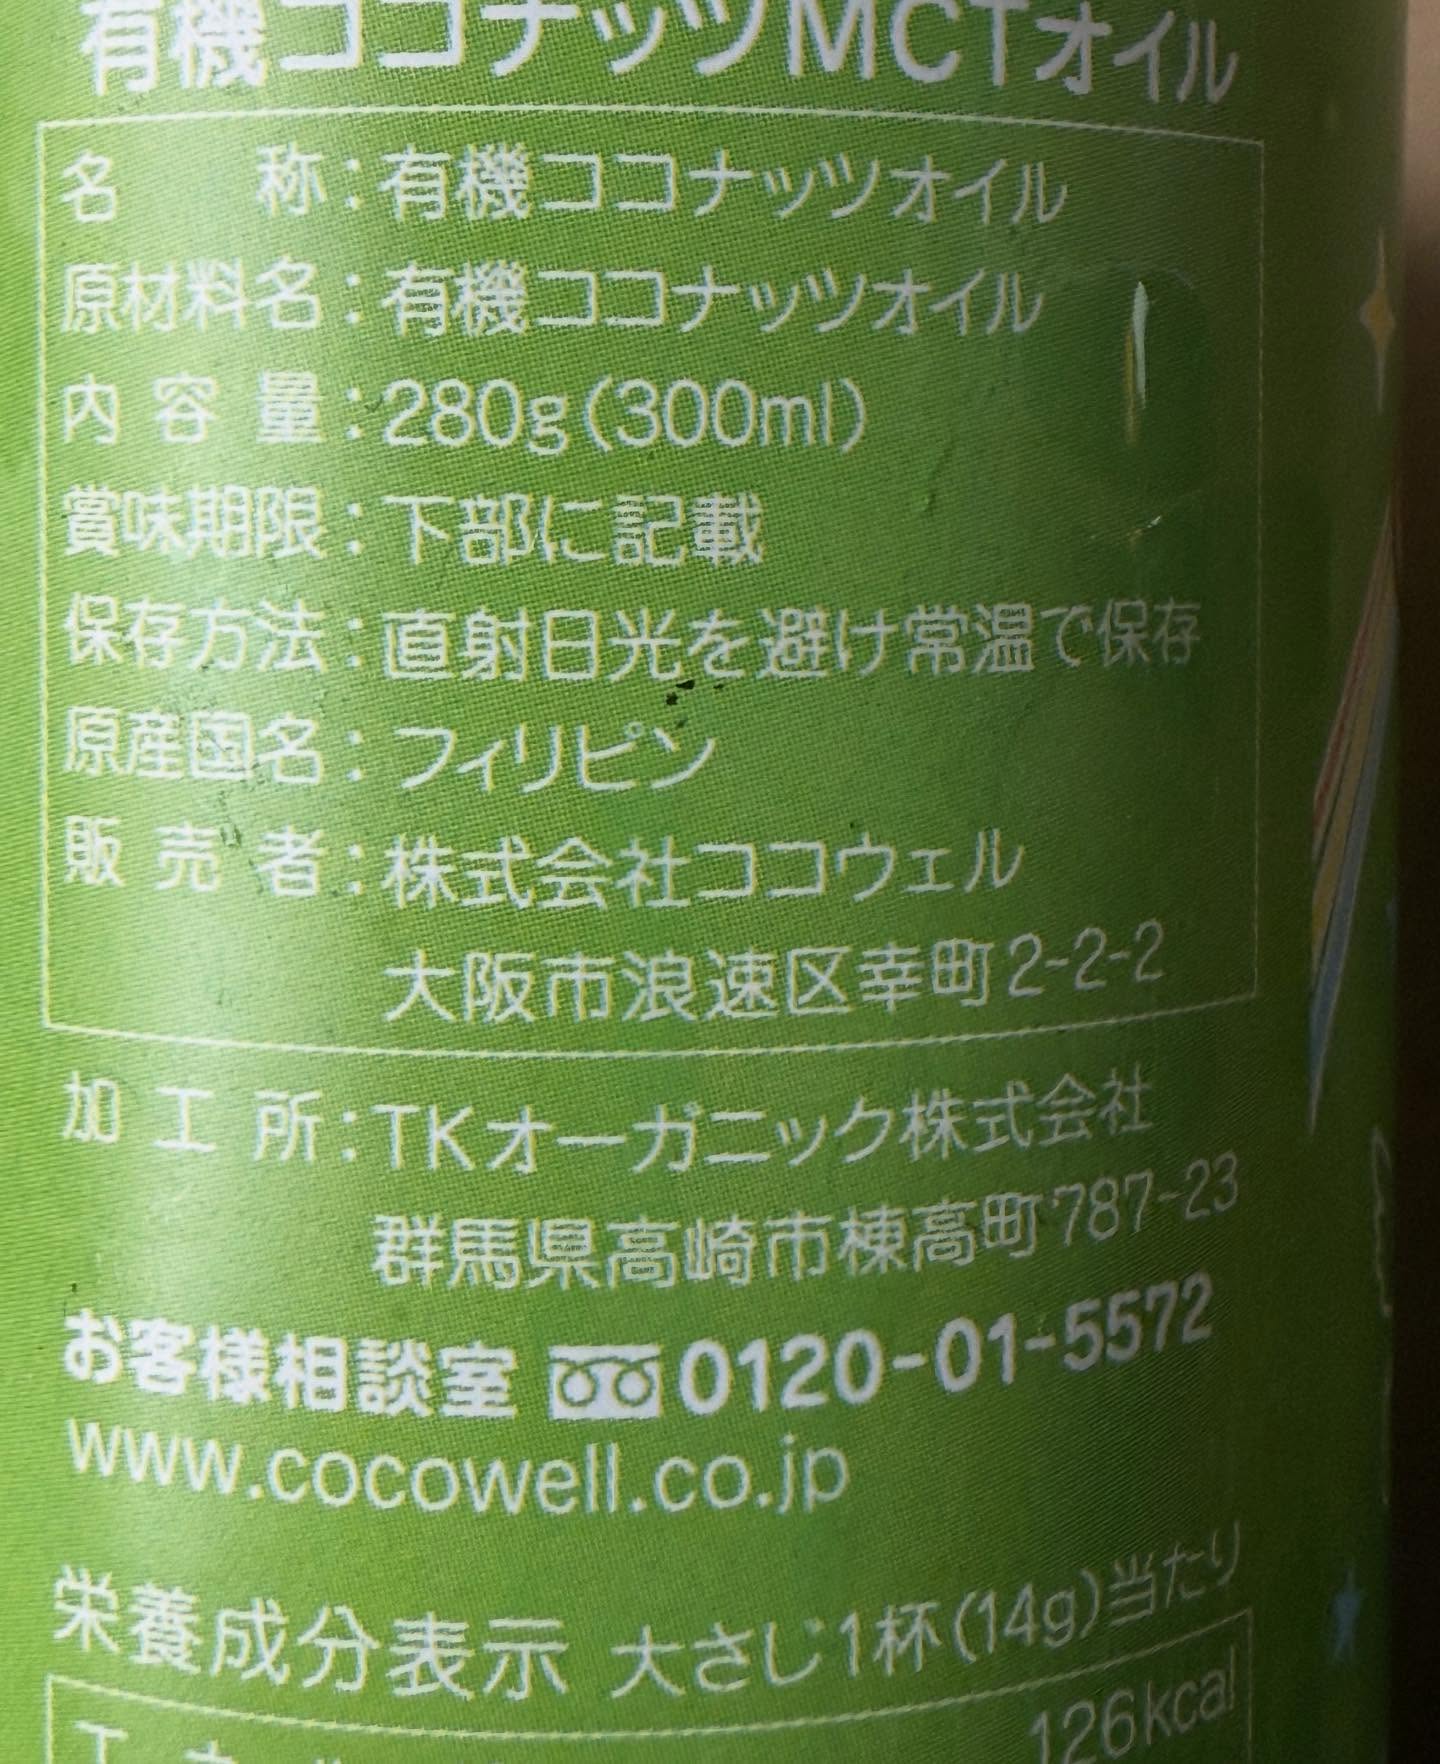 有機ココナッツMCTオイル
名称:有機ココナッツオイル
原材料名:有機ココナッツオイル
内容量:280g(300ml)
賞味期限:下部に記載
保存方法:直射日光を避け常温で保存
原産国名:フィリピン
販売者:株式会社ココウェル
大阪市浪速区幸町2-2-2
加工所:TKオーガニック株式会社
群馬県高崎市棟高町787-23
お客様相談室 0120-01-5572
www.cocowell.co.jp
栄養成分表示 大さじ1杯(14g)当たり
126kcal